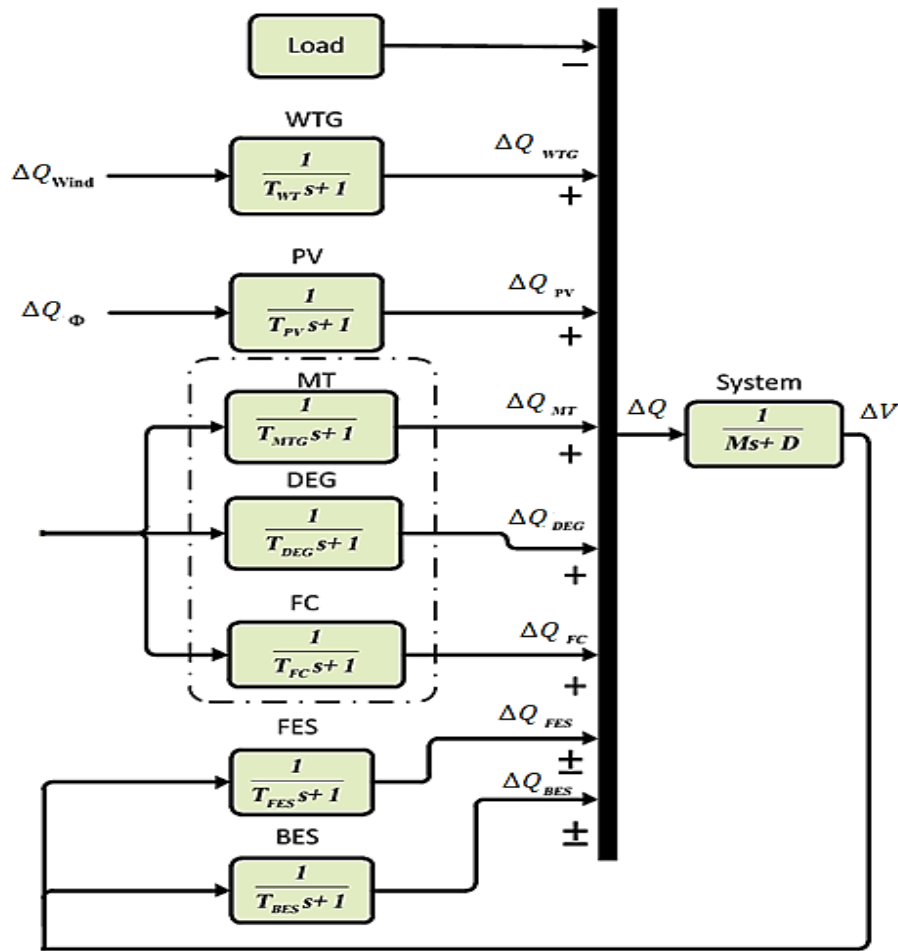 Load
−
WTG
ΔQ Wind
1
T WT s+ 1
ΔQ WTG
+
PV
ΔQ Φ
1
T PV s+ 1
ΔQ PV
+
MT
1
T MTG s+ 1
ΔQ MT
+
System
ΔQ
1
Ms+ D
ΔV
DEG
1
T DEG s+ 1
ΔQ DEG
+
FC
1
T FC s+ 1
ΔQ FC
+
FES
1
T FES s+ 1
ΔQ FES
±
BES
1
T BES s+ 1
ΔQ BES
±